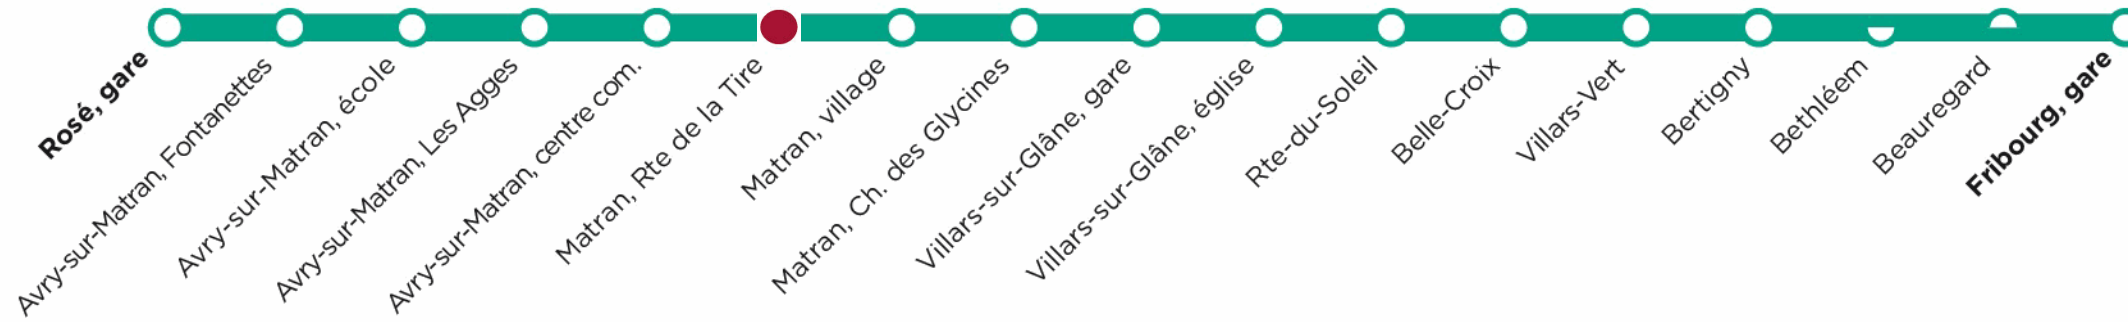 Rosé, gare
Avry-sur-Matran, Fontanettes
Avry-sur-Matran, école
Avry-sur-Matran, Les Agges
Avry-sur-Matran, centre com.
Matran, Rte de la Tire
Matran, village
Matran, Ch. des Glycines
Villars-sur-Glâne, gare
Villars-sur-Glâne, église
Rte-du-Soleil
Belle-Croix
Villars-Vert
Bertigny
Bethléem
Beauregard
Fribourg, gare